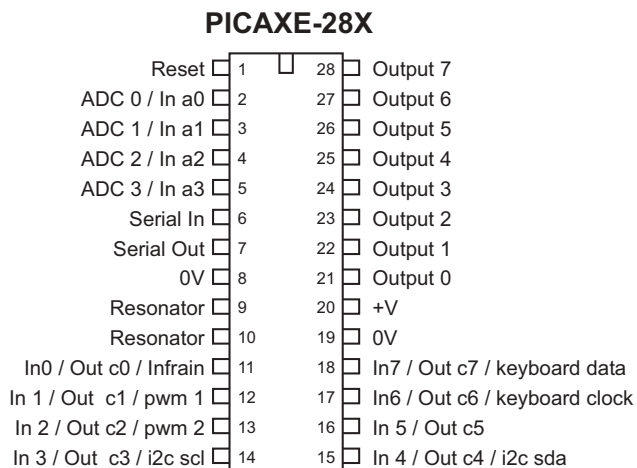 PICAXE-28X
Reset 1 28 Output 7
ADC 0 / In a0 2 27 Output 6
ADC 1 / In a1 3 26 Output 5
ADC 2 / In a2 4 25 Output 4
ADC 3 / In a3 5 24 Output 3
Serial In 6 23 Output 2
Serial Out 7 22 Output 1
0V 8 21 Output 0
Resonator 9 20 +V
Resonator 10 19 0V
In0 / Out c0 / Infrain 11 18 In7 / Out c7 / keyboard data
In 1 / Out c1 / pwm 1 12 17 In6 / Out c6 / keyboard clock
In 2 / Out c2 / pwm 2 13 16 In 5 / Out c5
In 3 / Out c3 / i2c scl 14 15 In 4 / Out c4 / i2c sda